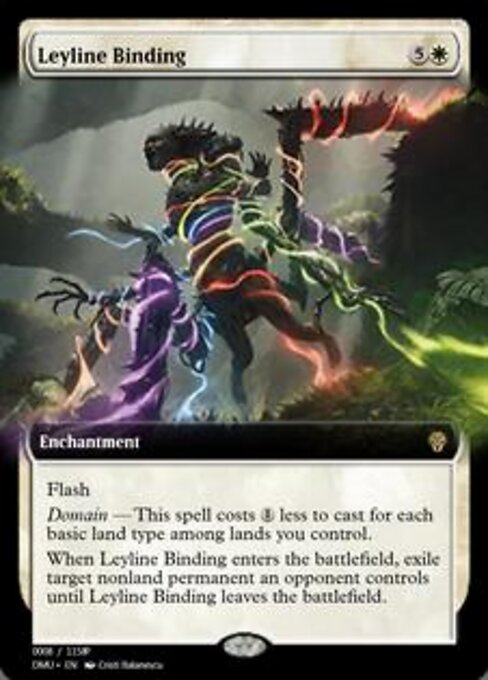 Leyline Binding 5
Enchantment
Flash
Domain — This spell costs 1 less to cast for each
basic land type among lands you control.
When Leyline Binding enters the battlefield, exile
target nonland permanent an opponent controls
until Leyline Binding leaves the battlefield.
DMU • EN